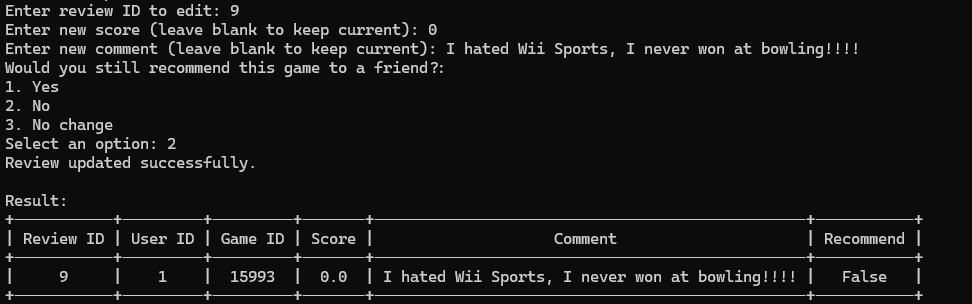 Enter review ID to edit: 9
Enter new score (leave blank to keep current): 0
Enter new comment (leave blank to keep current): I hated Wii Sports, I never won at bowling!!!!
Would you still recommend this game to a friend?:
1. Yes
2. No
3. No change
Select an option: 2
Review updated successfully.

Result:
+-----------+---------+---------+-------+------------------------------------------------+-----------+
| Review ID | User ID | Game ID | Score | Comment | Recommend |
+-----------+---------+---------+-------+------------------------------------------------+-----------+
| 9 | 1 | 15993 | 0.0 | I hated Wii Sports, I never won at bowling!!!! | False |
+-----------+---------+---------+-------+------------------------------------------------+-----------+